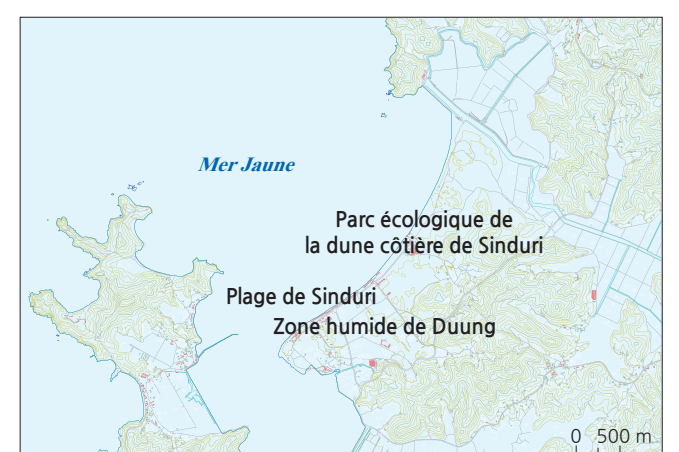 Mer Jaune
Parc écologique de
la dune côtière de Sinduri
Plage de Sinduri
Zone humide de Duung
0 500 m